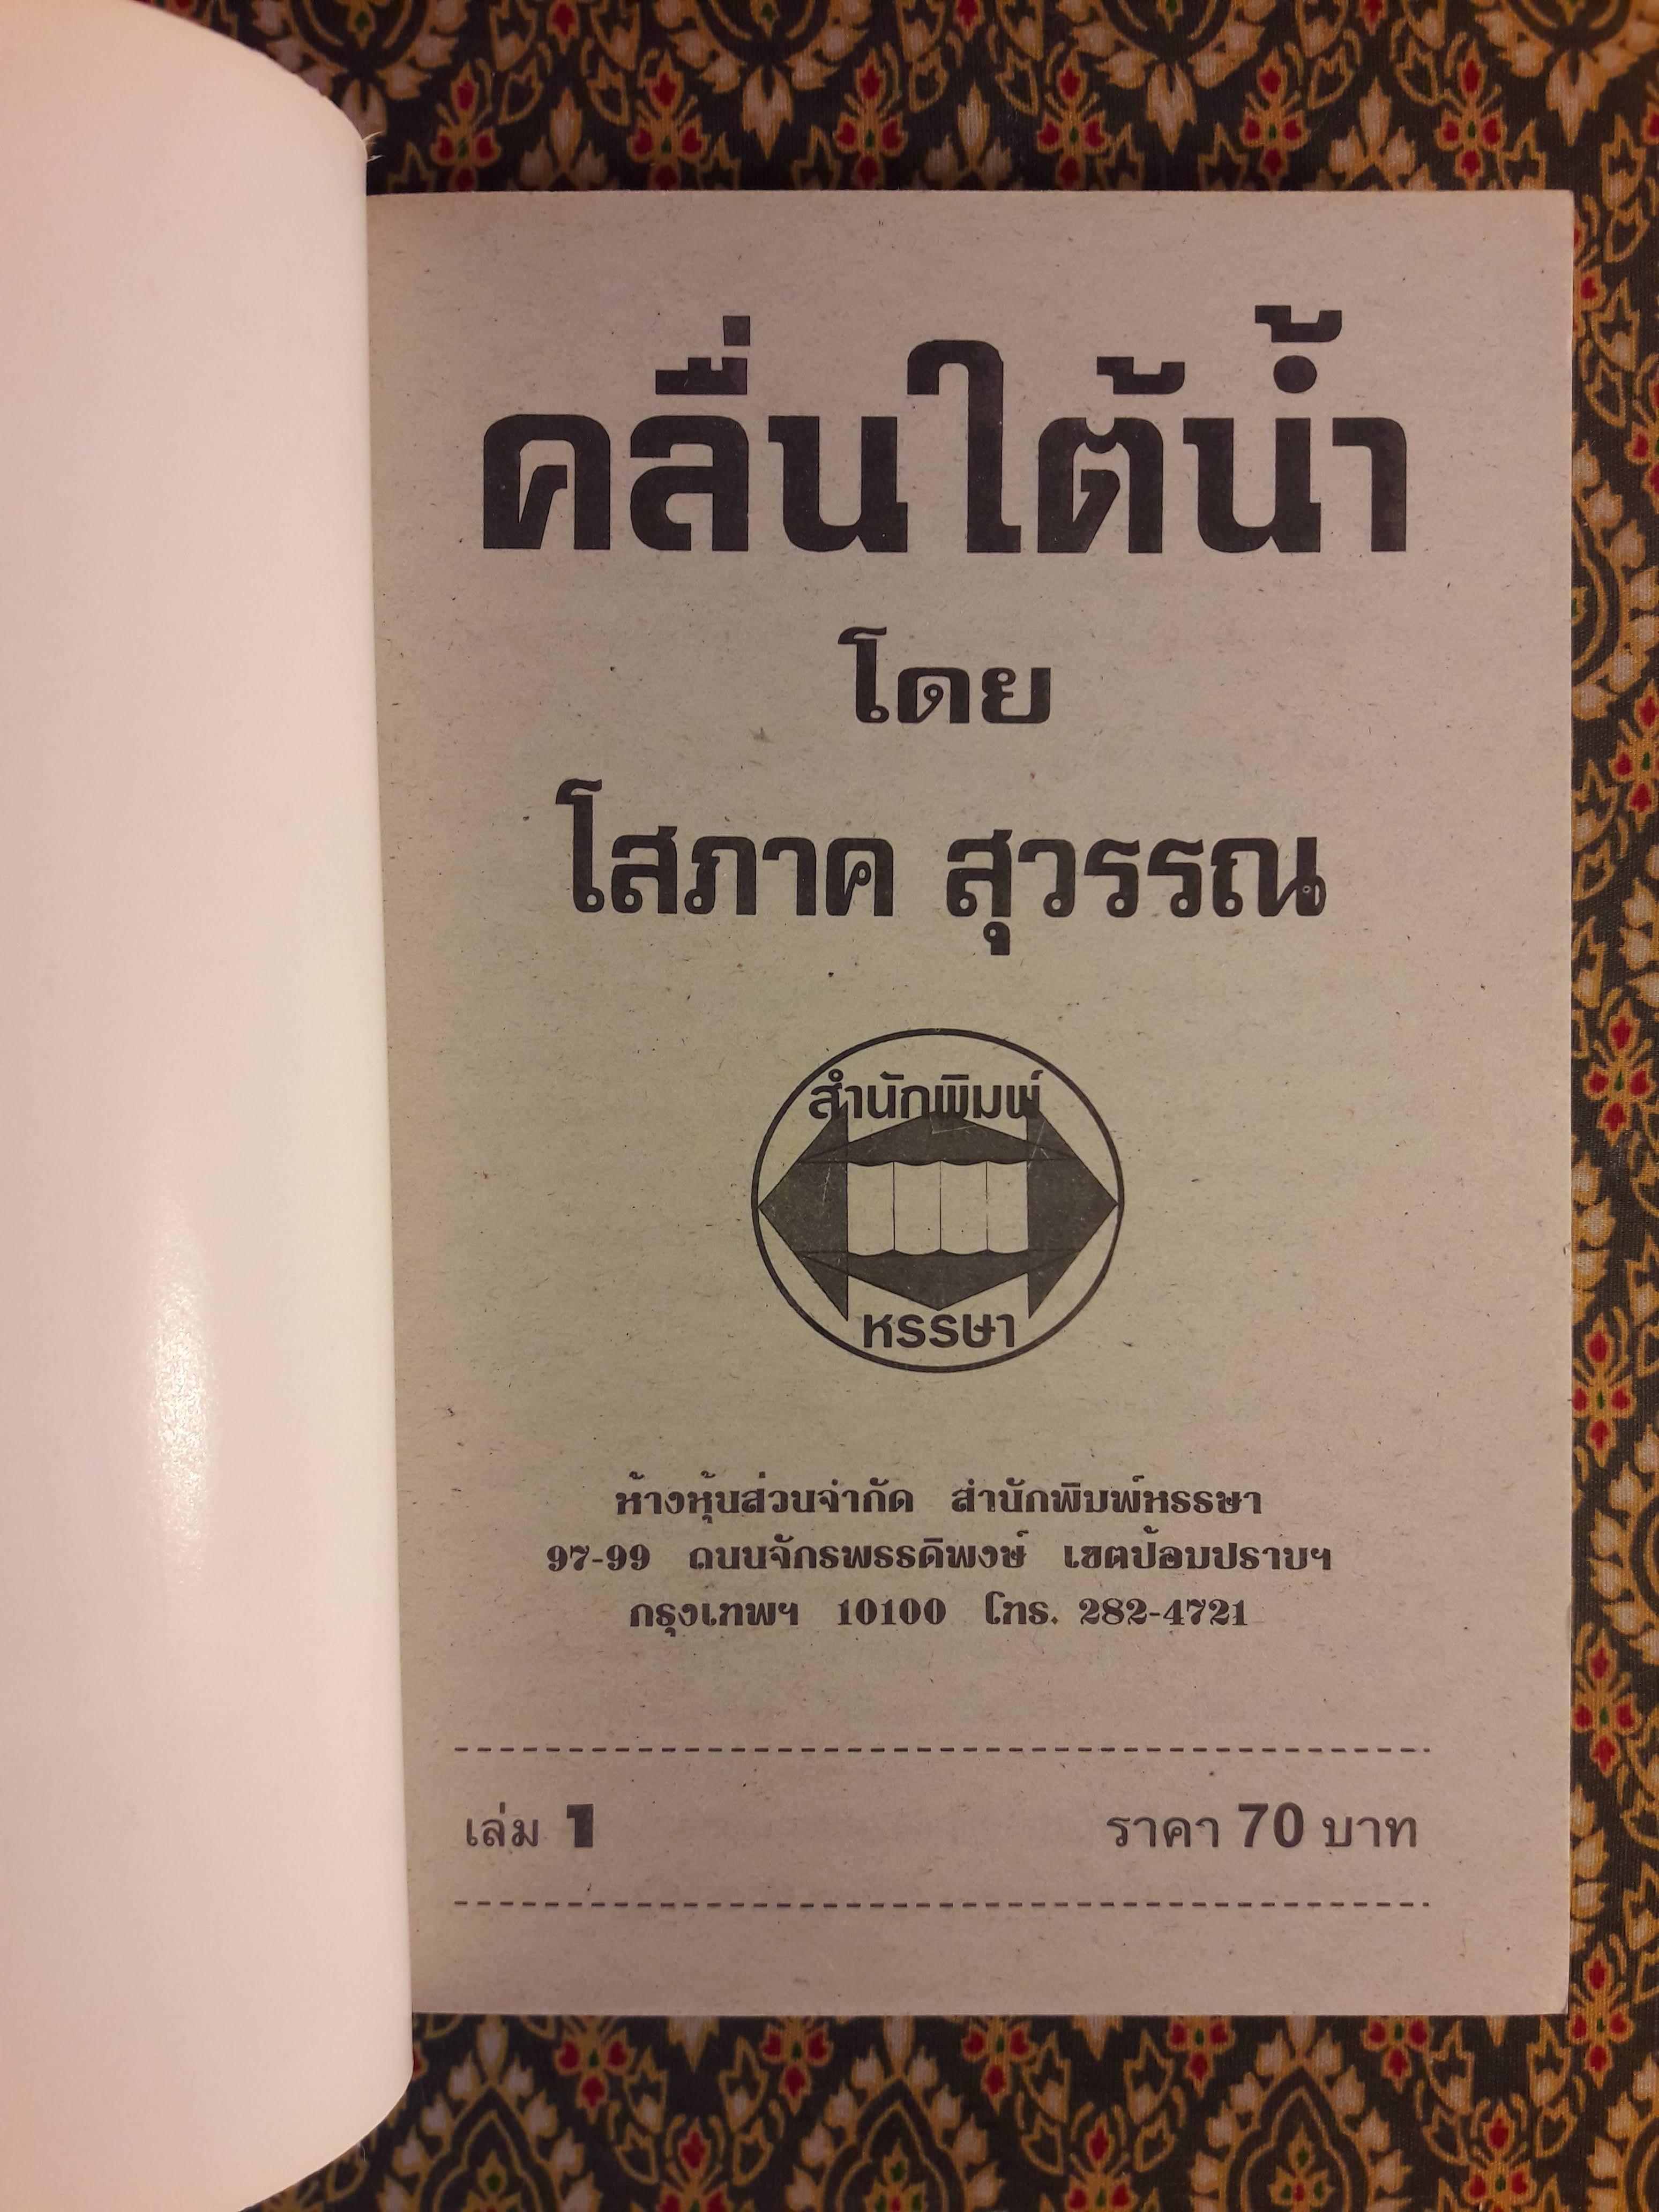 คลื่นใต้น้ำ
โดย
โสภาค สุวรรณ
สำนักพิมพ์
หรรษา
ห้างหุ้นส่วนจำกัด สำนักพิมพ์หรรษา
97-99 ถนนจักรพรรดิพงษ์ เขตป้อมปราบฯ
กรุงเทพฯ 10100 โทร. 282-4721
เล่ม 1 ราคา 70 บาท